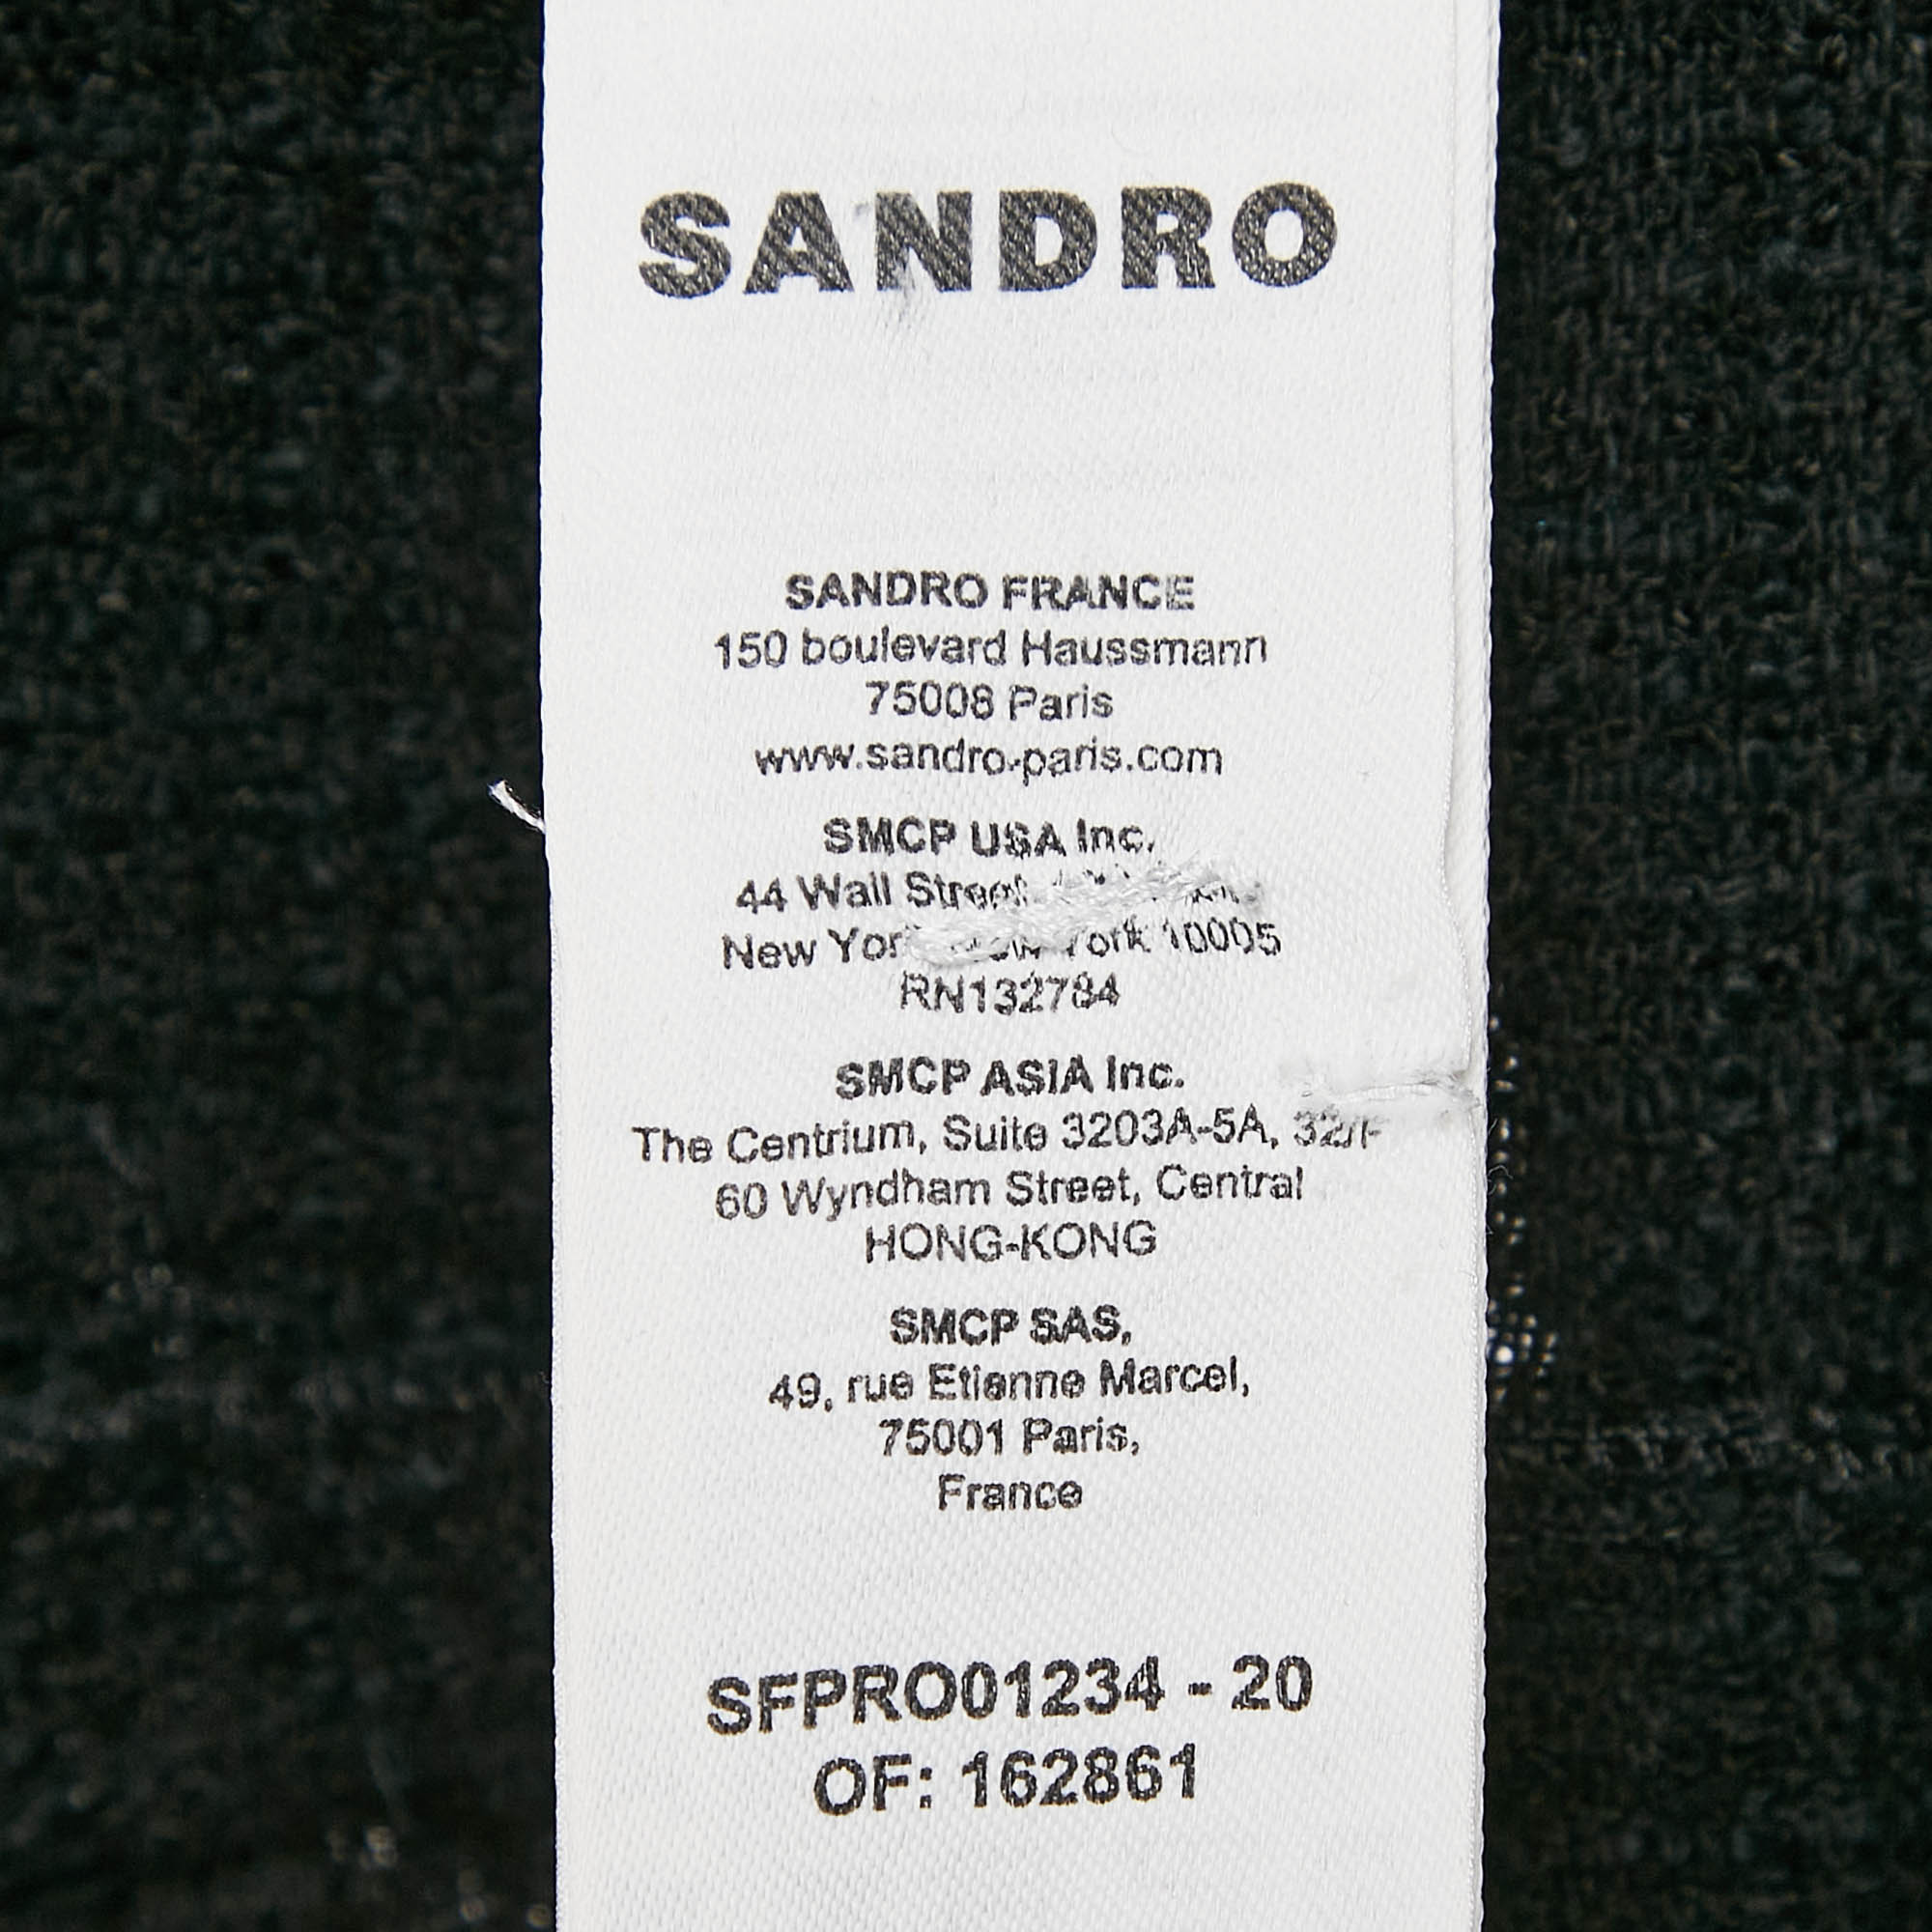 SANDRO
SANDRO FRANCE
150 boulevard Haussmann
75008 Paris
www.sandro-paris.com
SMCP USA Inc.
44 Wall Street
New York 10005
RN132784
SMCP ASIA Inc.
The Centrium, Suite 3203A-5A, 32/F
60 Wyndham Street, Central
HONG-KONG
SMCP SAS,
49, rue Etienne Marcel,
75001 Paris,
France
SFPRO01234 - 20
OF: 162861